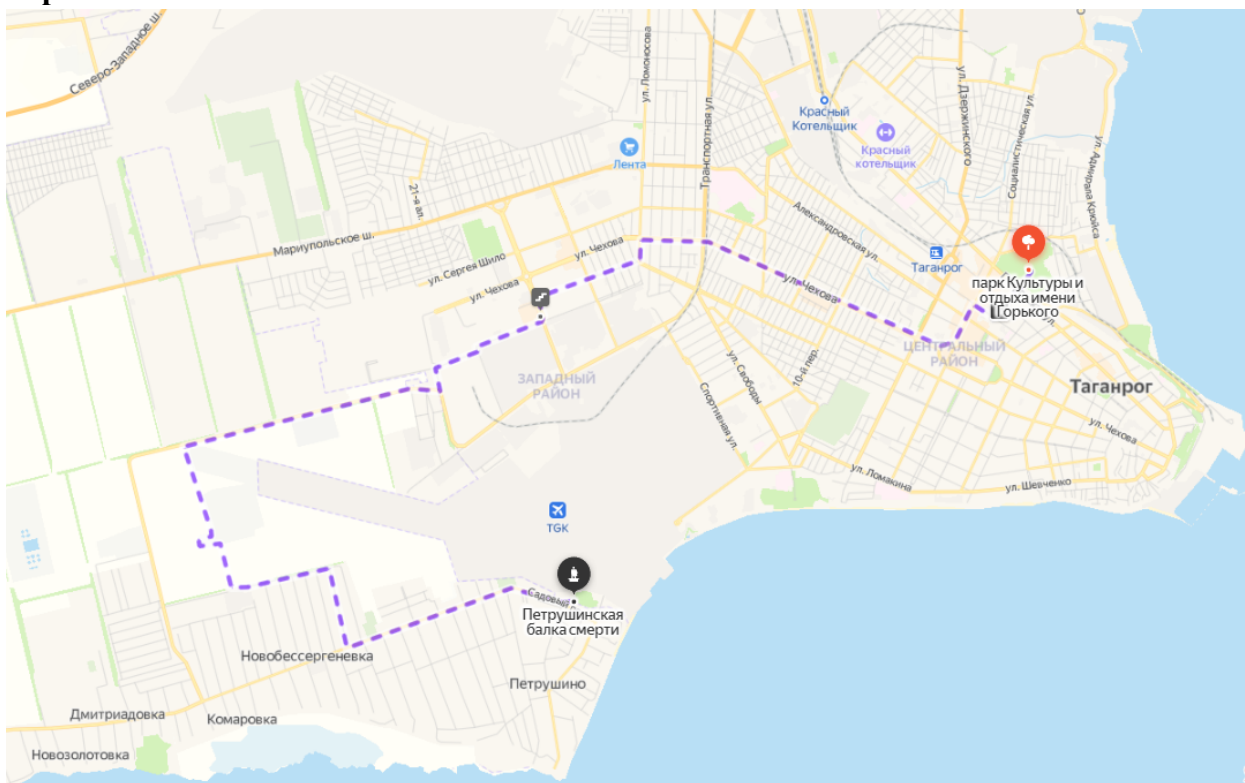 Северо-Западное ш.
ул. Ломоносова
Транспортная ул.
ул. Дзержинского
Социалистическая ул.
ул. Адмирала Крюйса
Красный
Котельщик
Красный
котельщик
Лента
21-я ал.
Мариупольское ш.
Александровская ул.
ул. Чехова
ул. Сергея Шило
ул. Чехова
Таганрог
ул. Чехова
парк Культуры и
отдыха имени
Горького
ЦЕНТРАЛЬНЫЙ
РАЙОН
ЗАПАДНЫЙ
РАЙОН
ул. Свободы
10-й пер.
Таганрог
Спортивная ул.
ул. Чехова
ул. Ломакина
ул. Шевченко
TGK
Садовый
Петрушинская
балка смерти
Новобессергеневка
Петрушино
Дмитриадовка
Комаровка
Новозолотовка